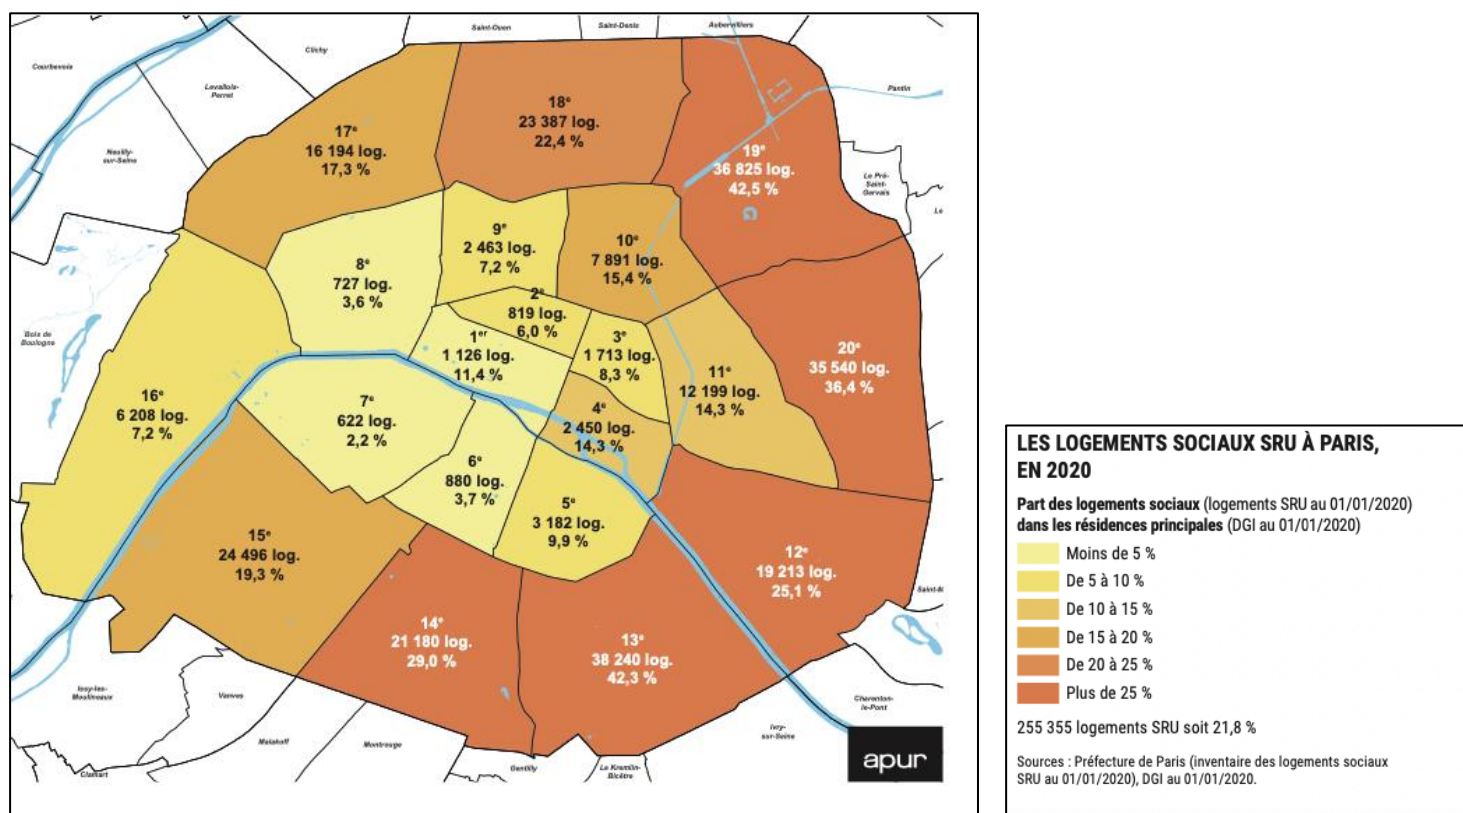 Saint-Ouen
Saint-Denis
Aubervilliers
Clichy
Courbevoie
Levallois-
Perret
Pantin
Neuilly-
sur-Seine
18e
23 387 log.
22,4 %
17e
16 194 log.
17,3 %
19e
36 825 log.
42,5 %
Le Pré-
Saint-
Gervais
Le
9e
2 463 log.
7,2 %
10e
7 891 log.
15,4 %
8e
727 log.
3,6 %
2e
819 log.
6,0 %
Bois de
Boulogne
1er
1 126 log.
11,4 %
3e
1 713 log.
8,3 %
20e
35 540 log.
36,4 %
11e
12 199 log.
14,3 %
16e
6 208 log.
7,2 %
7e
622 log.
2,2 %
4e
2 450 log.
14,3 %
6e
880 log.
3,7 %
5e
3 182 log.
9,9 %
15e
24 496 log.
19,3 %
12e
19 213 log.
25,1 %
14e
21 180 log.
29,0 %
13e
38 240 log.
42,3 %
Issy-les-
Moulineaux
Vanves
Malakoff
Montrouge
Clamart
Gentilly
Le Kremlin-
Bicêtre
Ivry-
sur-Seine
Charenton-
le-Pont
apur
LES LOGEMENTS SOCIAUX SRU À PARIS,
EN 2020
Part des logements sociaux (logements SRU au 01/01/2020)
dans les résidences principales (DGI au 01/01/2020)
Moins de 5 %
De 5 à 10 %
De 10 à 15 %
De 15 à 20 %
De 20 à 25 %
Plus de 25 %
255 355 logements SRU soit 21,8 %
Sources : Préfecture de Paris (inventaire des logements sociaux
SRU au 01/01/2020), DGI au 01/01/2020.